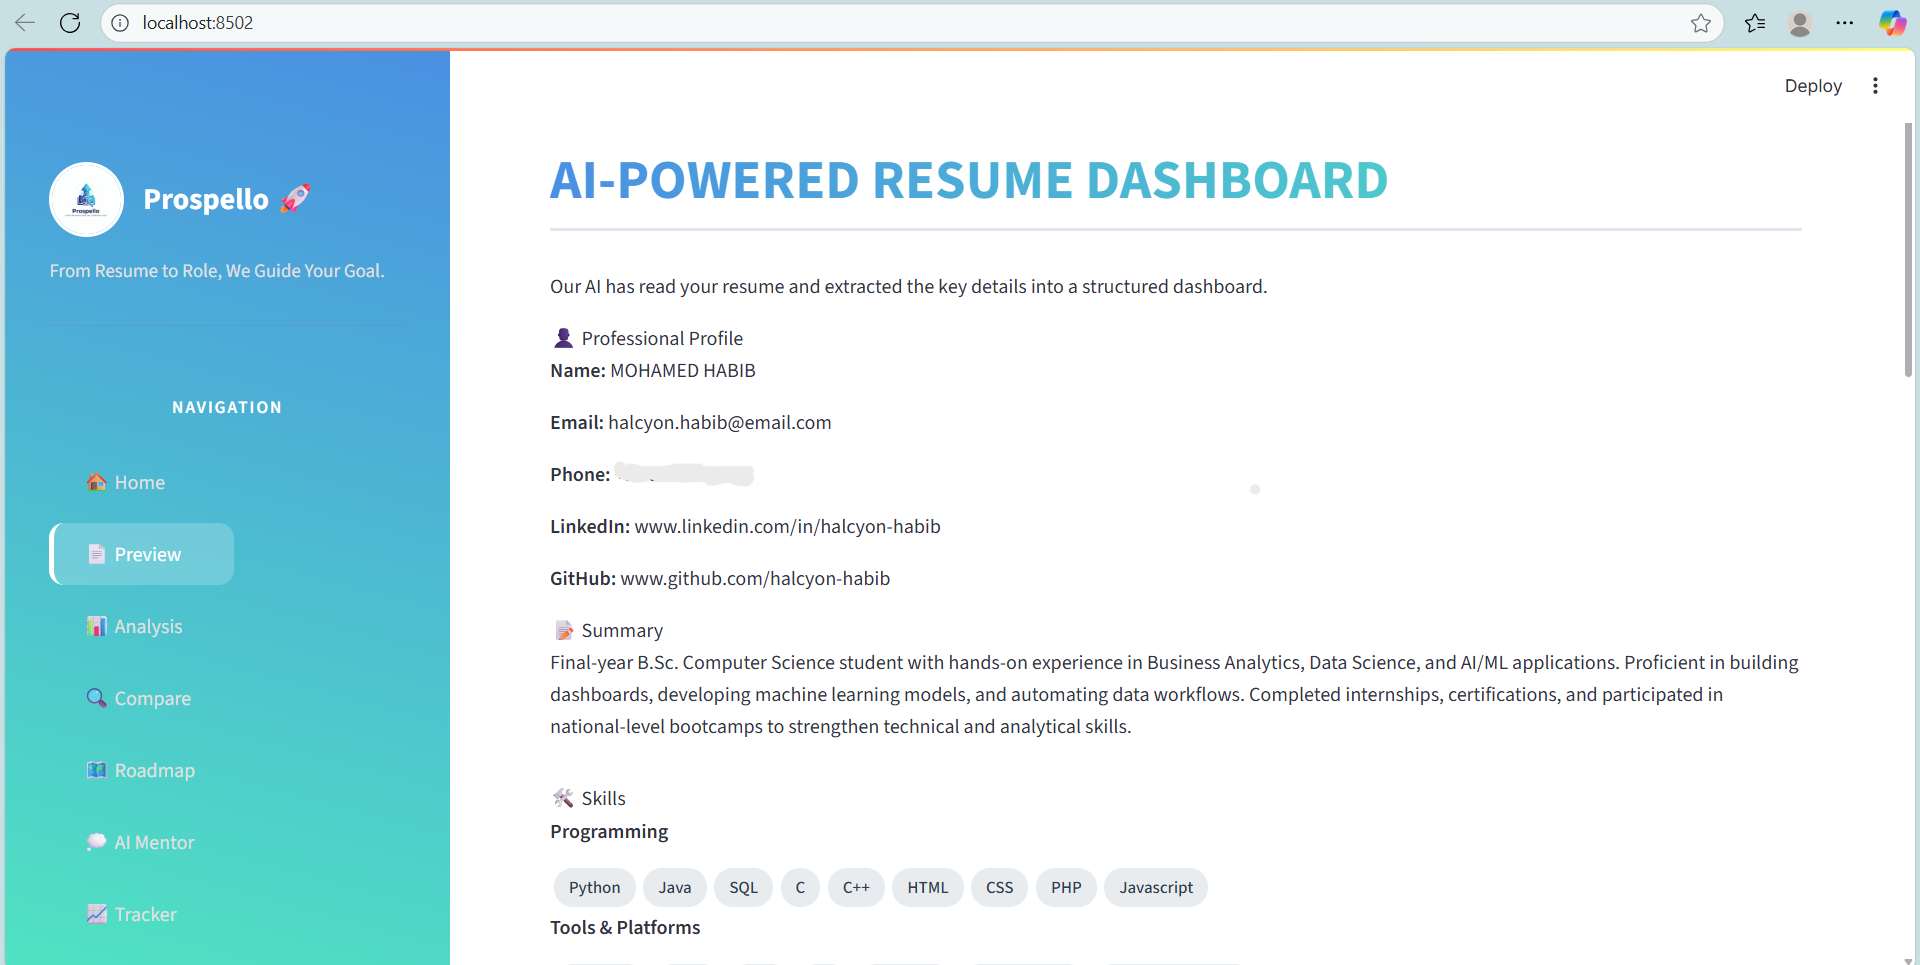 localhost:8502
Deploy
Prospello
Prospello 🚀
From Resume to Role, We Guide Your Goal.
NAVIGATION
🏠 Home
📄 Preview
📊 Analysis
🔍 Compare
🗺️ Roadmap
💭 AI Mentor
📈 Tracker
AI-POWERED RESUME DASHBOARD
Our AI has read your resume and extracted the key details into a structured dashboard.
👤 Professional Profile
Name: MOHAMED HABIB
Email: halcyon.habib@email.com
Phone:
LinkedIn: www.linkedin.com/in/halcyon-habib
GitHub: www.github.com/halcyon-habib
📝 Summary
Final-year B.Sc. Computer Science student with hands-on experience in Business Analytics, Data Science, and AI/ML applications. Proficient in building
dashboards, developing machine learning models, and automating data workflows. Completed internships, certifications, and participated in
national-level bootcamps to strengthen technical and analytical skills.
🛠️ Skills
Programming
Python Java SQL C C++ HTML CSS PHP Javascript
Tools & Platforms